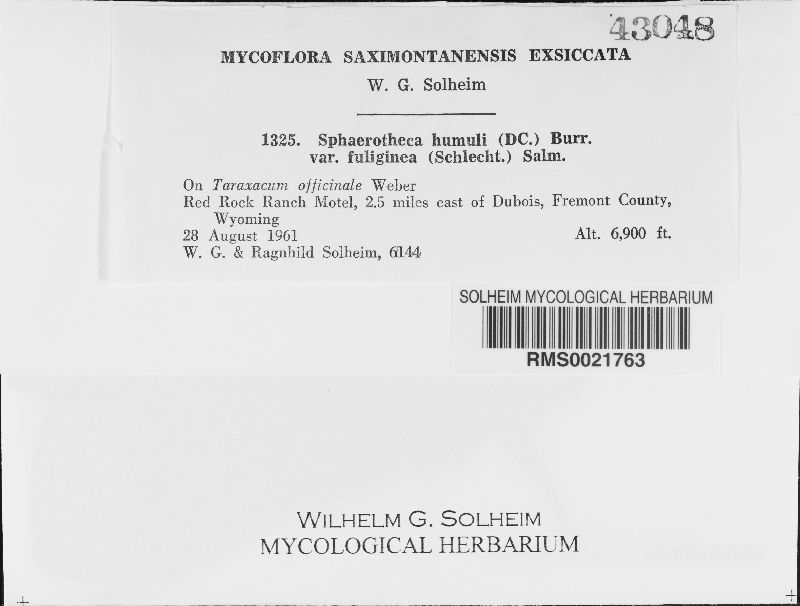 43048
MYCOFLORA SAXIMONTANENSIS EXSICCATA
W. G. Solheim
1325. Sphaerotheca humuli (DC.) Burr.
var. fuliginea (Schlecht.) Salm.
On Taraxacum officinale Weber
Red Rock Ranch Motel, 2.5 miles east of Dubois, Fremont County,
Wyoming
28 August 1961 Alt. 6,900 ft.
W. G. & Ragnhild Solheim, 6144
SOLHEIM MYCOLOGICAL HERBARIUM
RMS0021763
WILHELM G. SOLHEIM
MYCOLOGICAL HERBARIUM